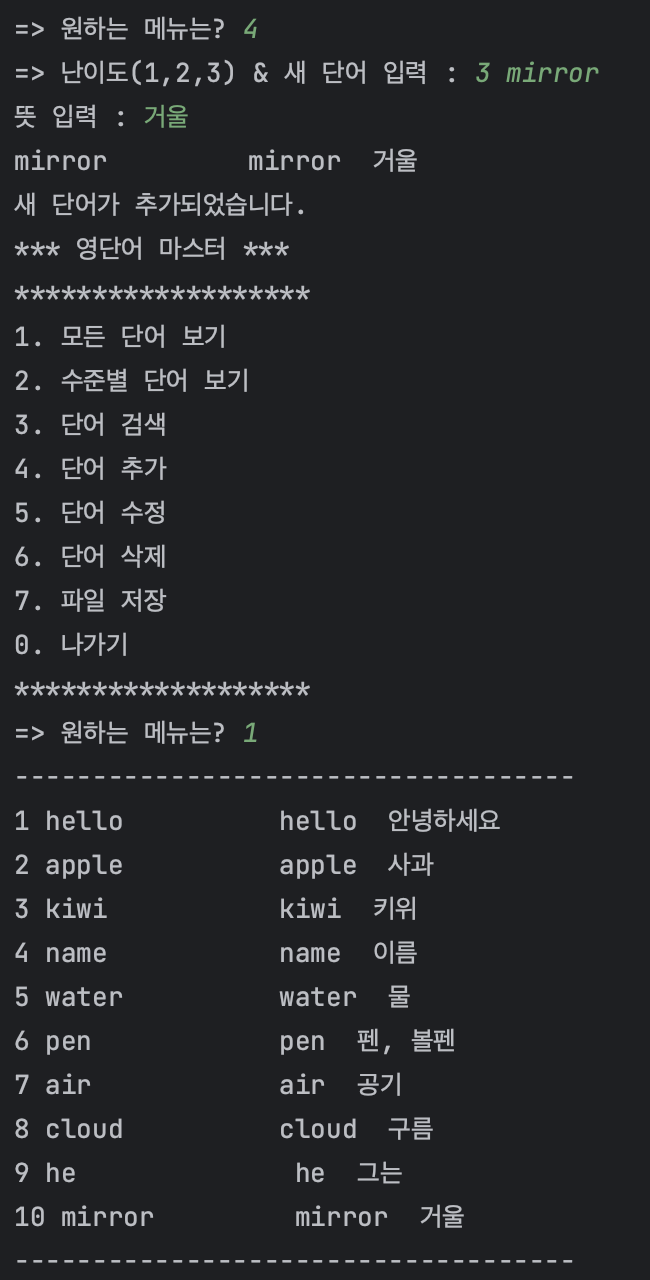 => 원하는 메뉴는? 4
=> 난이도(1,2,3) & 새 단어 입력 : 3 mirror
뜻 입력 : 거울
mirror         mirror  거울
새 단어가 추가되었습니다.
*** 영단어 마스터 ***
*******************
1. 모든 단어 보기
2. 수준별 단어 보기
3. 단어 검색
4. 단어 추가
5. 단어 수정
6. 단어 삭제
7. 파일 저장
0. 나가기
*******************
=> 원하는 메뉴는? 1
------------------------------------
1 hello          hello  안녕하세요
2 apple          apple  사과
3 kiwi           kiwi  키위
4 name           name  이름
5 water          water  물
6 pen            pen  펜, 볼펜
7 air            air  공기
8 cloud          cloud  구름
9 he              he  그는
10 mirror         mirror  거울
------------------------------------